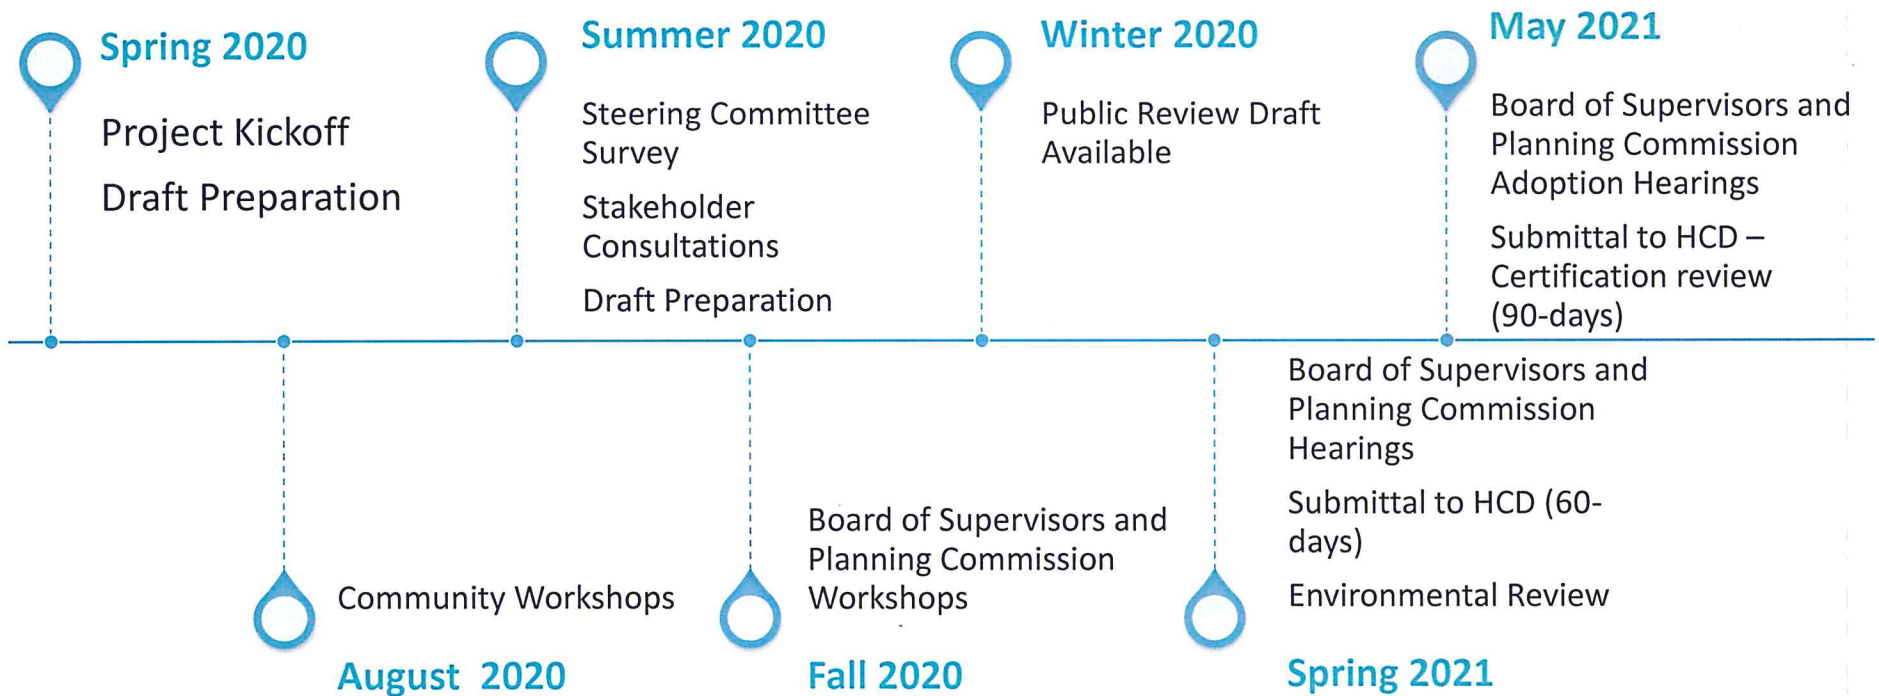 Spring 2020
Project Kickoff
Draft Preparation
Community Workshops
August 2020
Summer 2020
Steering Committee
Survey
Stakeholder
Consultations
Draft Preparation
Board of Supervisors and
Planning Commission
Workshops
Fall 2020
Winter 2020
Public Review Draft
Available
Board of Supervisors and
Planning Commission
Hearings
Submittal to HCD (60-
days)
Environmental Review
Spring 2021
May 2021
Board of Supervisors and
Planning Commission
Adoption Hearings
Submittal to HCD –
Certification review
(90-days)